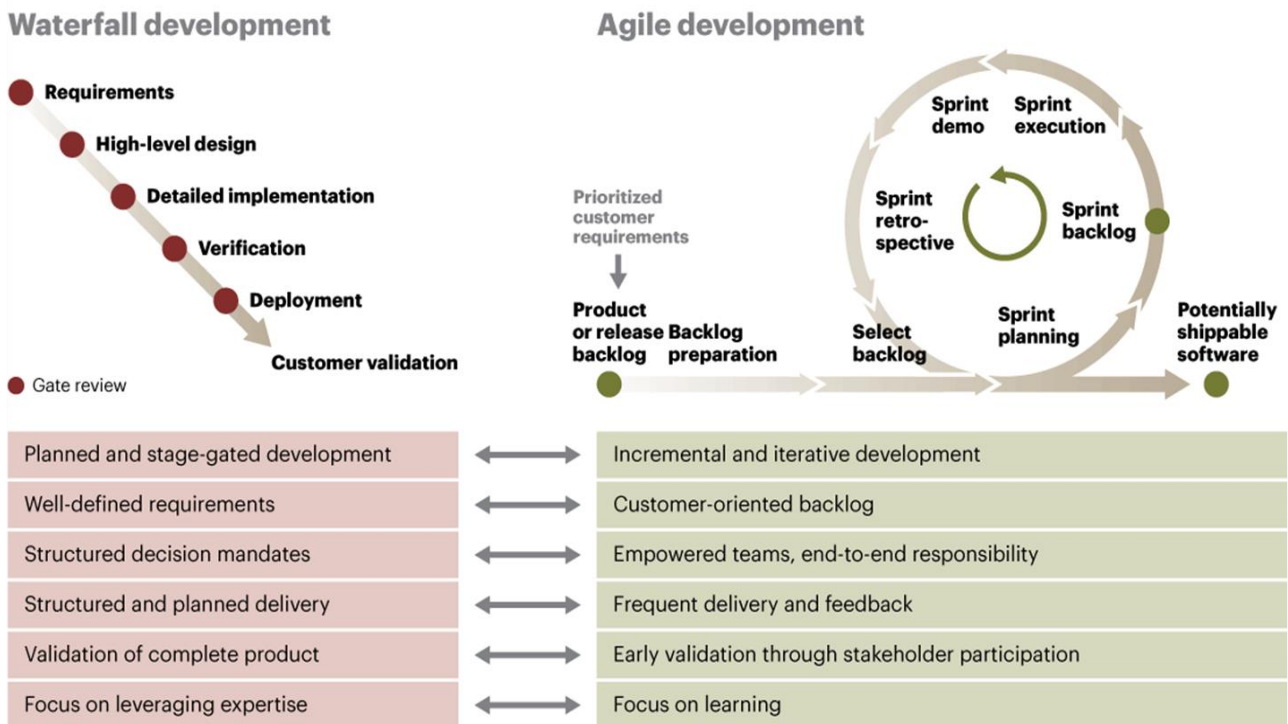 Waterfall development
Requirements
High-level design
Detailed implementation
Verification
Deployment
Customer validation
Gate review
Agile development
Prioritized
customer
requirements
Product
or release
backlog
Backlog
preparation
Select
backlog
Sprint
planning
Sprint
backlog
Sprint
execution
Sprint
demo
Sprint
retro-
spective
Potentially
shippable
software
Planned and stage-gated development
Incremental and iterative development
Well-defined requirements
Customer-oriented backlog
Structured decision mandates
Empowered teams, end-to-end responsibility
Structured and planned delivery
Frequent delivery and feedback
Validation of complete product
Early validation through stakeholder participation
Focus on leveraging expertise
Focus on learning